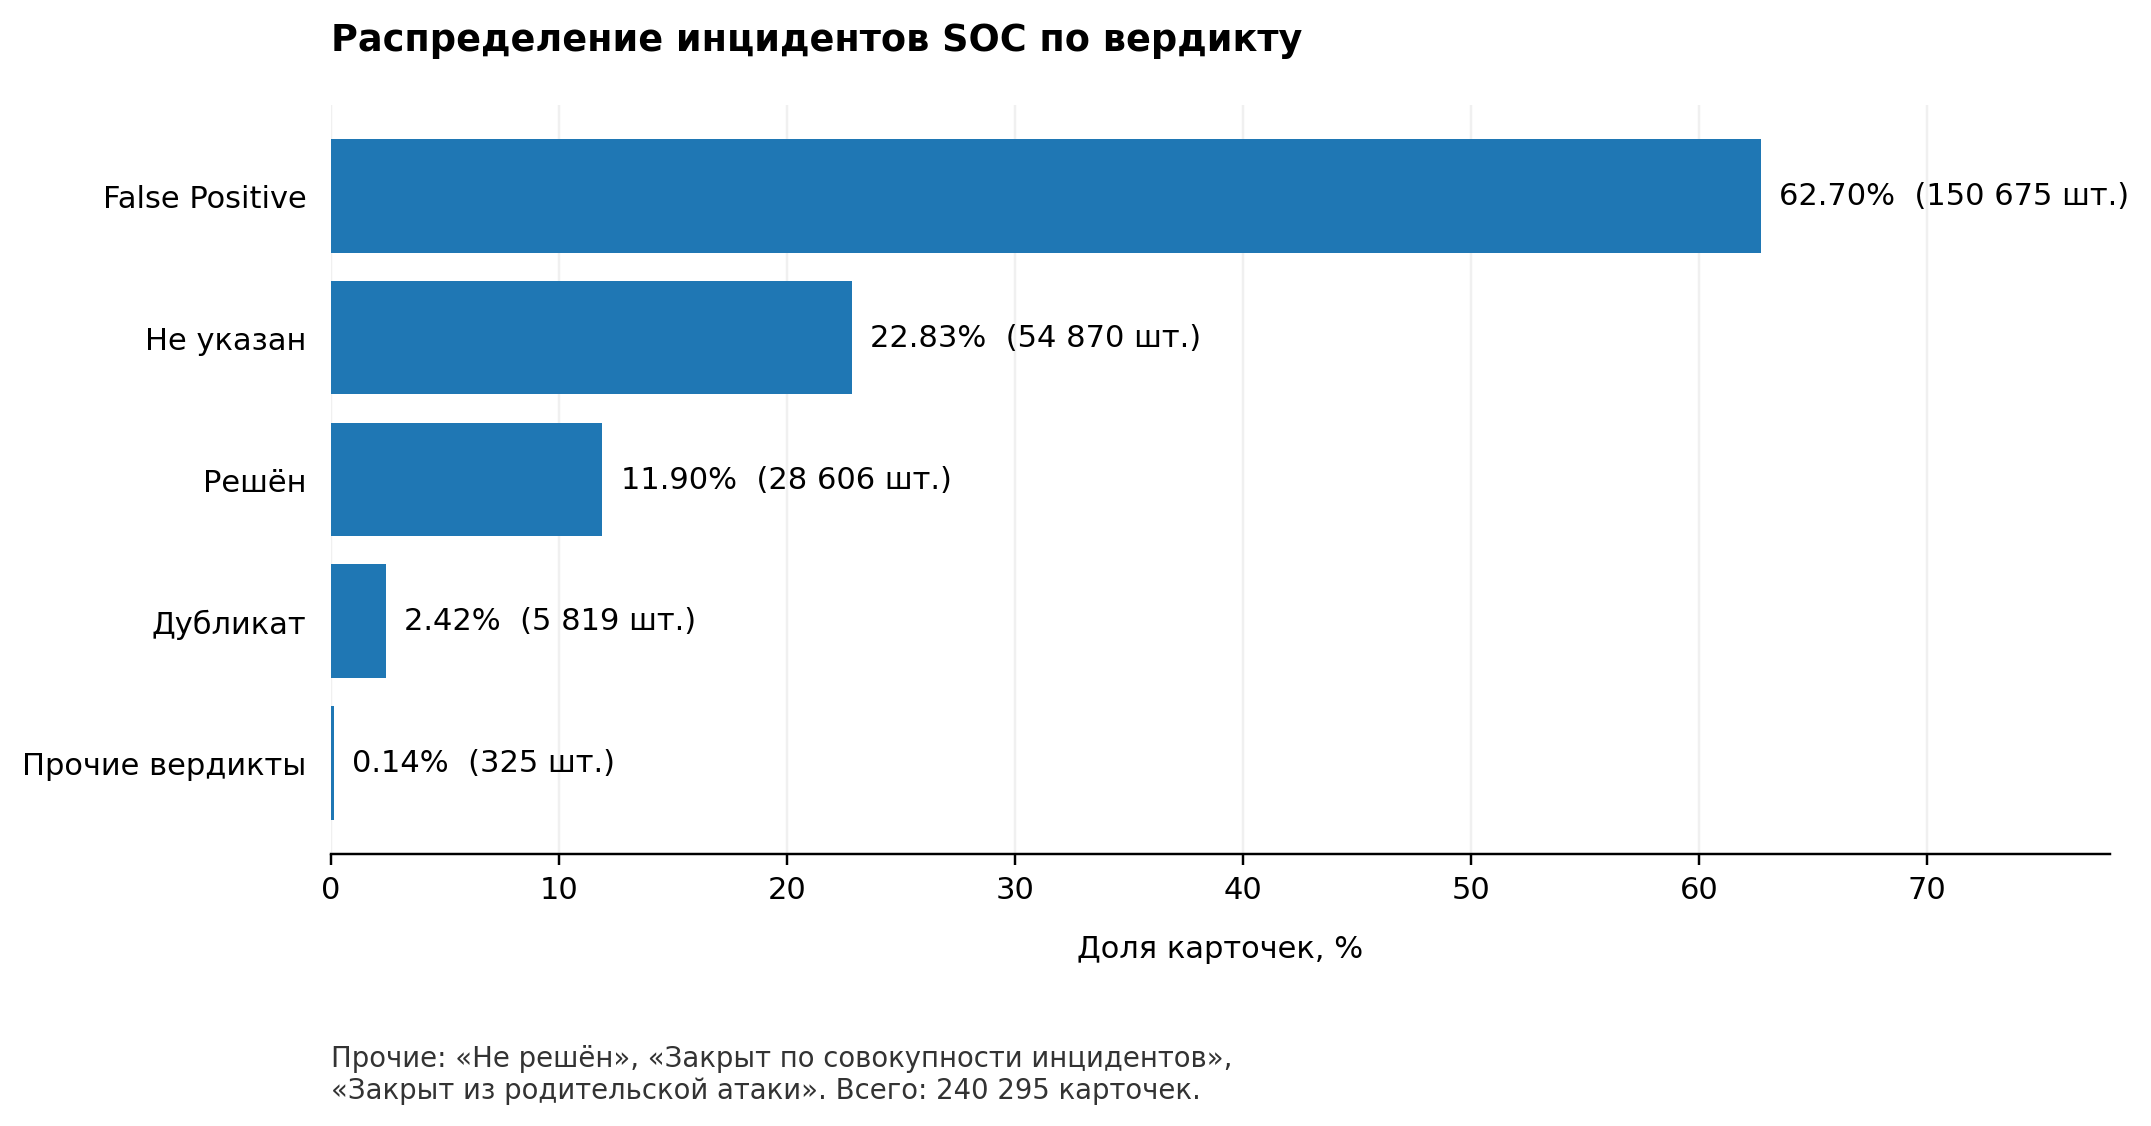 Распределение инцидентов SOC по вердикту
False Positive
62.70%  (150 675 шт.)
Не указан
22.83%  (54 870 шт.)
Решён
11.90%  (28 606 шт.)
Дубликат
2.42%  (5 819 шт.)
Прочие вердикты
0.14%  (325 шт.)
0 10 20 30 40 50 60 70
Доля карточек, %
Прочие: «Не решён», «Закрыт по совокупности инцидентов»,
«Закрыт из родительской атаки». Всего: 240 295 карточек.